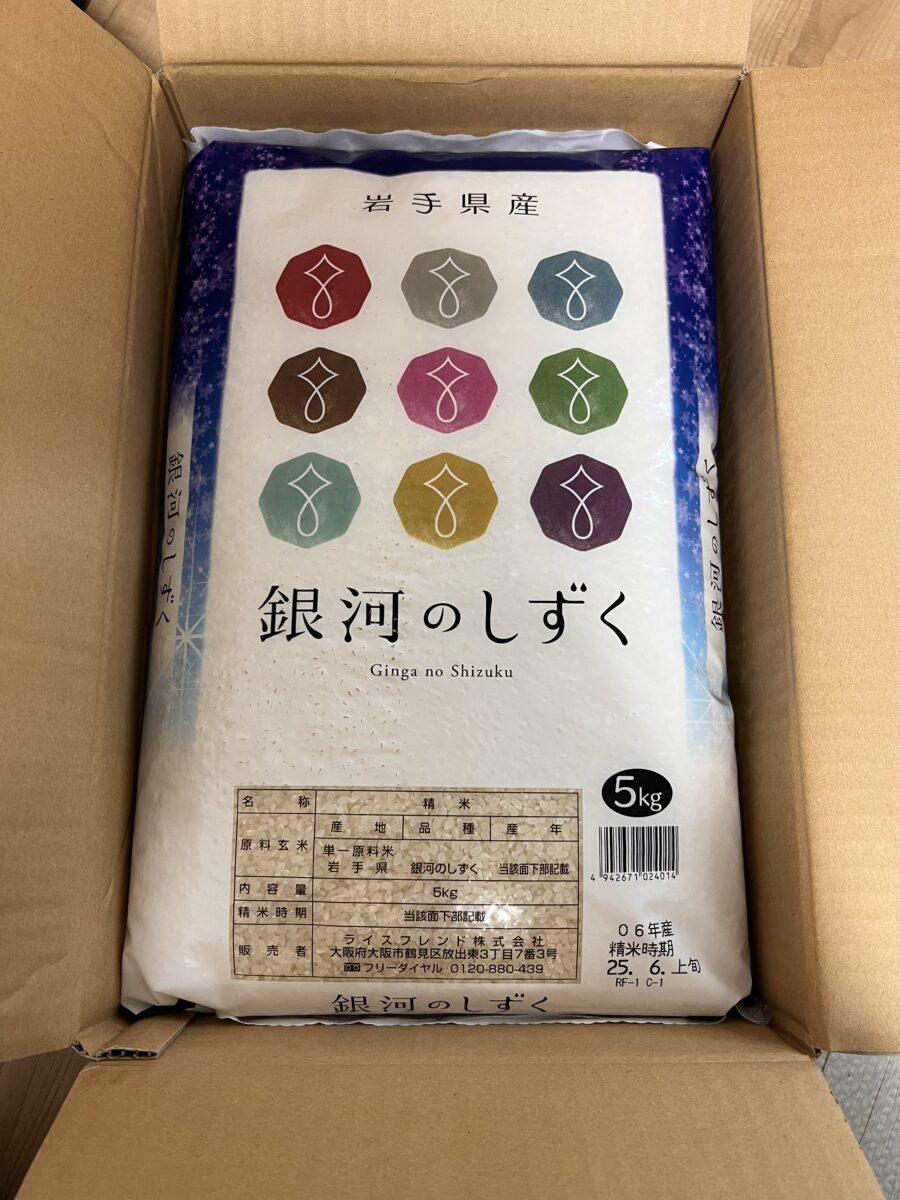 岩手県産
銀河のしずく
銀河のしずく
銀河のしずく
Ginga no Shizuku
5kg
名称 精米
原料玄米 産地 品種 産年
単一原料米
岩手県 銀河のしずく 当該面下部記載
内容量 5kg
精米時期 当該面下部記載
販売者 ライスフレンド株式会社
大阪府大阪市鶴見区放出東3丁目7番3号
フリーダイヤル 0120-880-439
4 942671 024014
06年産
精米時期
25. 6. 上旬
RF-1 C-1
銀河のしずく